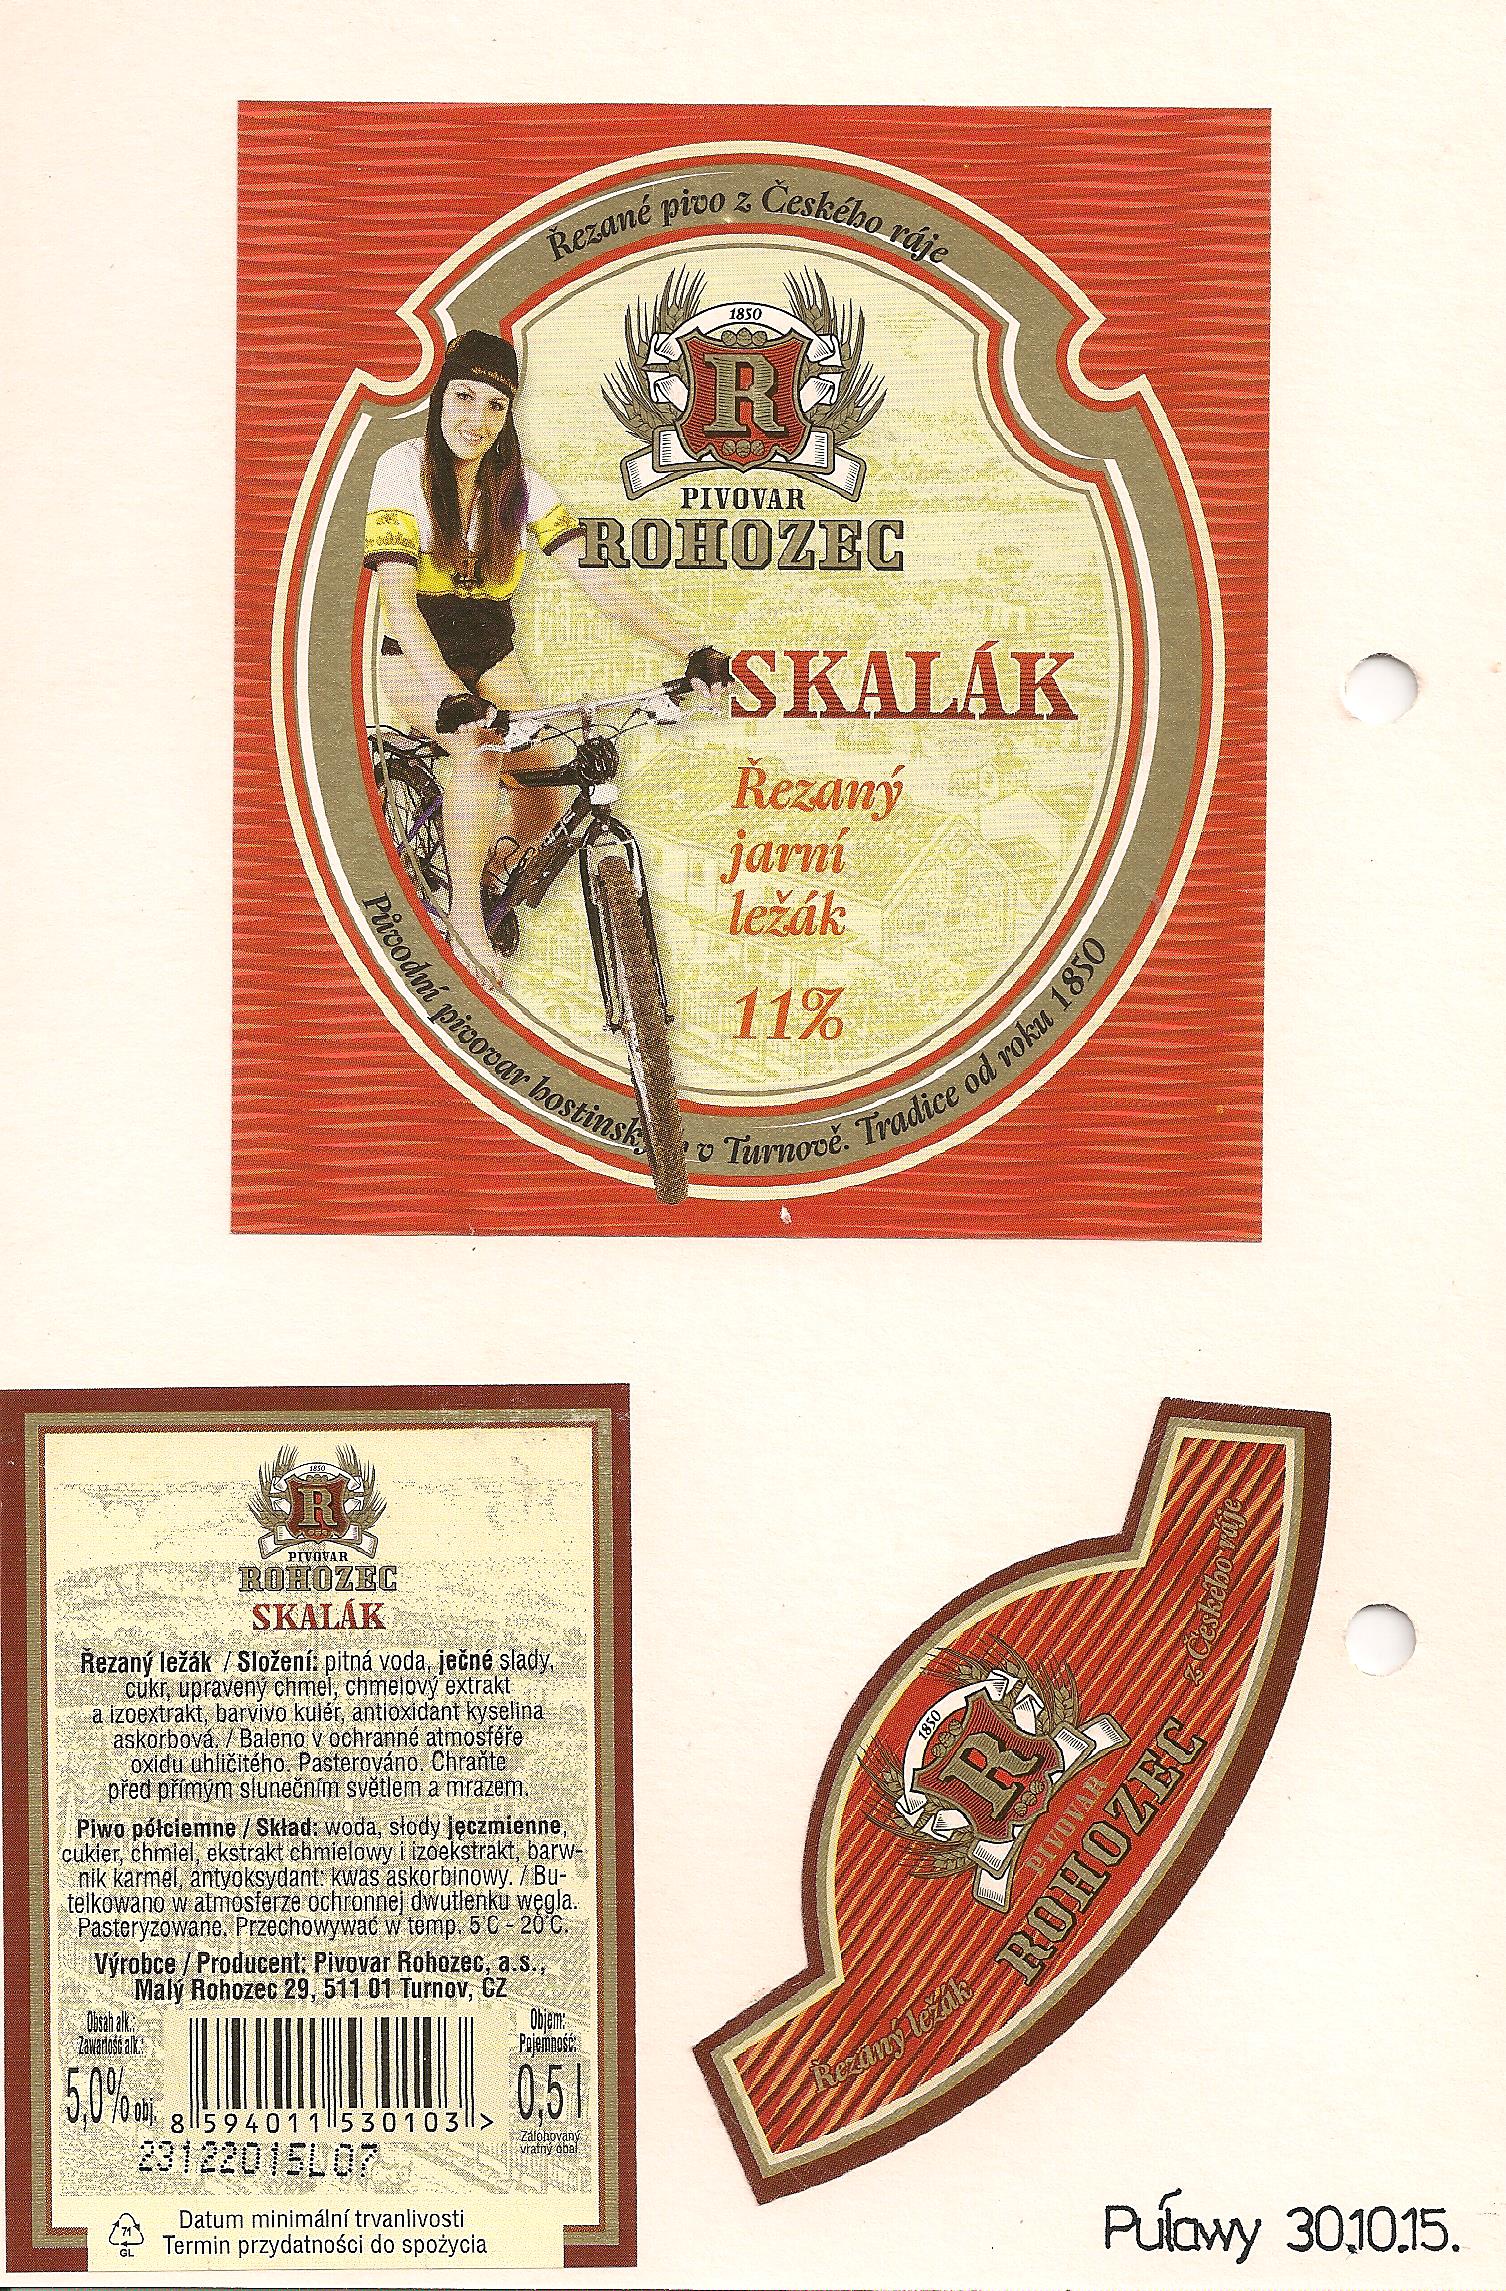 Řezané pivo z Českého ráje
1850
R
PIVOVAR
ROHOZEC
SKALÁK
Řezaný
jarní
ležák
11%
Původní pivovar hostinský v Turnově. Tradice od roku 1850
1850
R
PIVOVAR
ROHOZEC
SKALÁK
Řezaný ležák / Složení: pitná voda, ječné slady,
cukr, upravený chmel, chmelový extrakt
a izoextrakt, barvivo kulér, antioxidant kyselina
askorbová. / Baleno v ochranné atmosféře
oxidu uhličitého. Pasterováno. Chraňte
před přímým slunečním světlem a mrazem.
Piwo półciemne / Skład: woda, słody jęczmienne,
cukier, chmiel, ekstrakt chmielowy i izoekstrakt, barw-
nik karmel, antyoksydant: kwas askorbinowy. / Bu-
telkowano w atmosferze ochronnej dwutlenku węgla.
Pasteryzowane. Przechowywać w temp. 5°C - 20°C.
Výrobce / Producent: Pivovar Rohozec, a.s.,
Malý Rohozec 29, 511 01 Turnov, CZ
Obsah alk.:
Zawartość alk.:
5,0% obj.
8 594011 530103 >
Objem:
Pojemność:
0,5 l
Zálohovaný
vratný obal
23122015L07
71
GL
Datum minimální trvanlivosti
Termin przydatności do spożycia
1850
R
PIVOVAR
ROHOZEC
Řezaný ležák
z Českého ráje
Puławy 30.10.15.